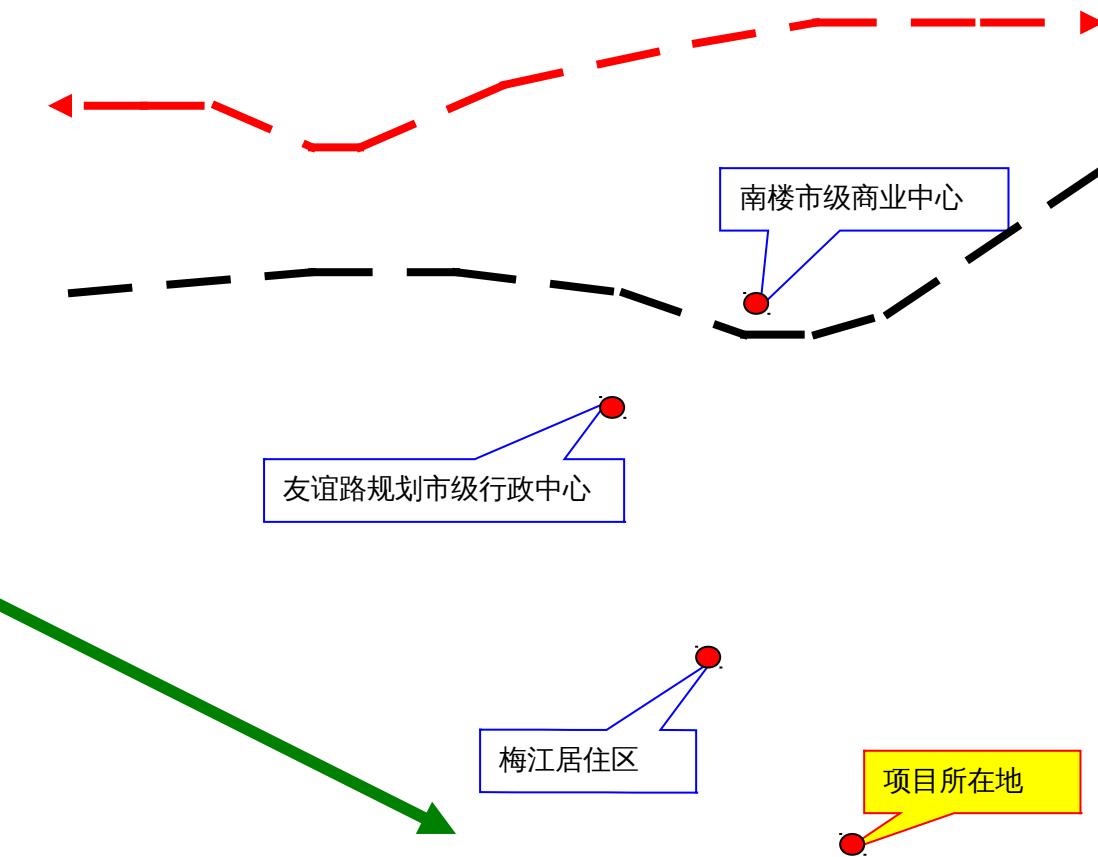 南楼市级商业中心
友谊路规划市级行政中心
梅江居住区
项目所在地